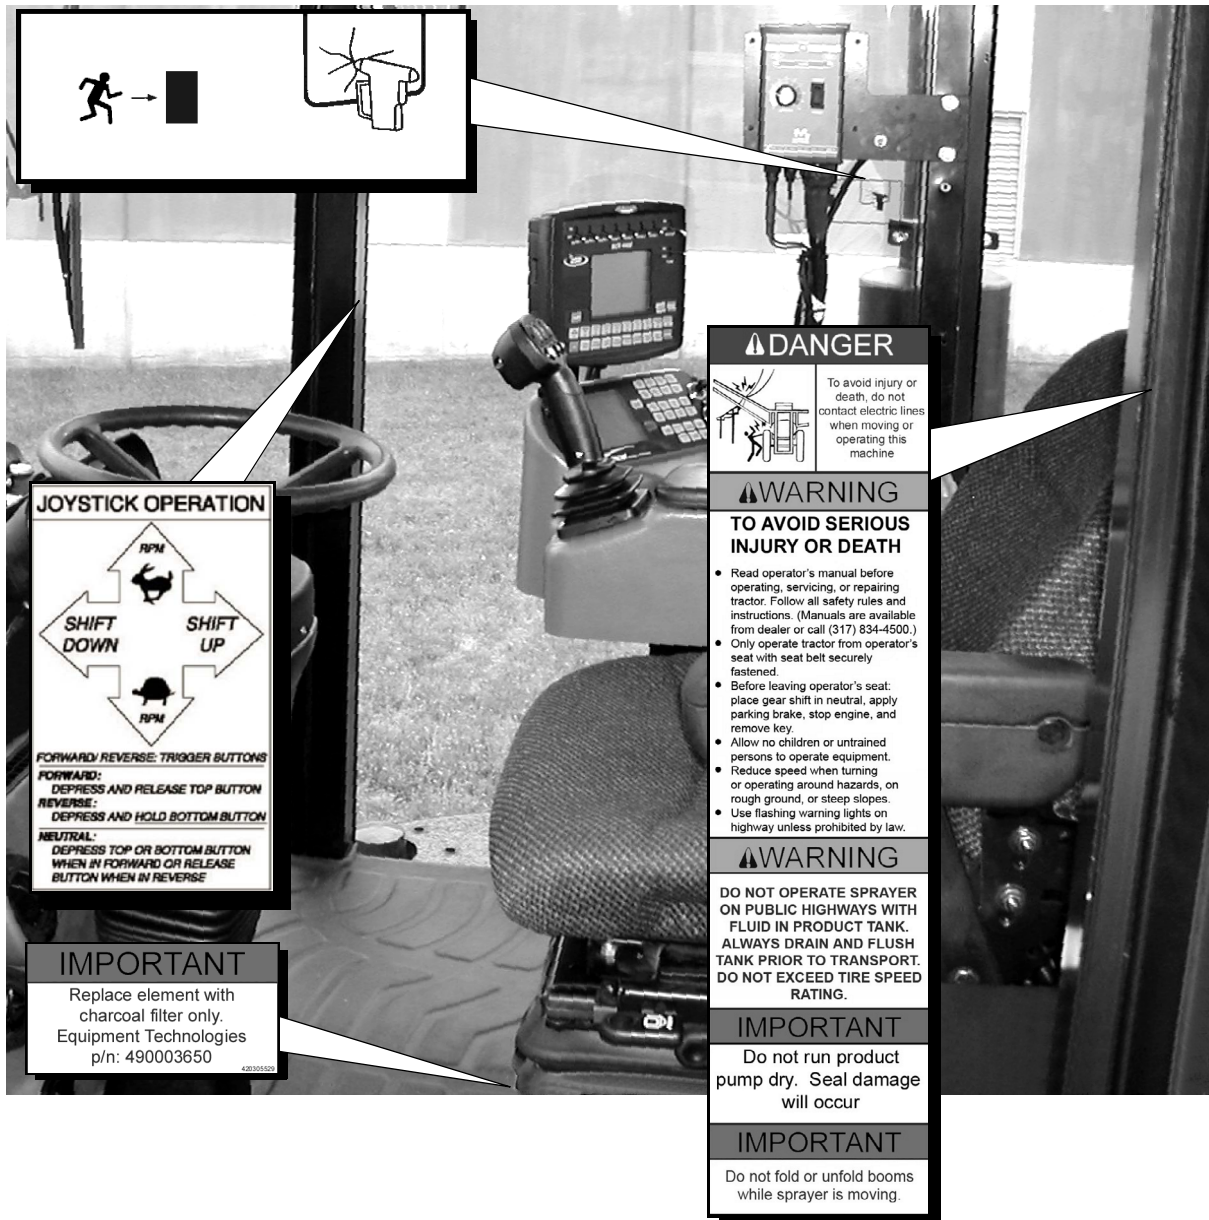 JOYSTICK OPERATION
RPM
SHIFT
DOWN
SHIFT
UP
RPM
FORWARD/ REVERSE: TRIGGER BUTTONS
FORWARD:
DEPRESS AND RELEASE TOP BUTTON
REVERSE:
DEPRESS AND HOLD BOTTOM BUTTON
NEUTRAL:
DEPRESS TOP OR BOTTOM BUTTON
WHEN IN FORWARD OR RELEASE
BUTTON WHEN IN REVERSE
IMPORTANT
Replace element with
charcoal filter only.
Equipment Technologies
p/n: 490003650
420305529
DANGER
To avoid injury or
death, do not
contact electric lines
when moving or
operating this
machine
WARNING
TO AVOID SERIOUS
INJURY OR DEATH
• Read operator's manual before
operating, servicing, or repairing
tractor. Follow all safety rules and
instructions. (Manuals are available
from dealer or call (317) 834-4500.)
• Only operate tractor from operator's
seat with seat belt securely
fastened.
• Before leaving operator's seat:
place gear shift in neutral, apply
parking brake, stop engine, and
remove key.
• Allow no children or untrained
persons to operate equipment.
• Reduce speed when turning
or operating around hazards, on
rough ground, or steep slopes.
• Use flashing warning lights on
highway unless prohibited by law.
WARNING
DO NOT OPERATE SPRAYER
ON PUBLIC HIGHWAYS WITH
FLUID IN PRODUCT TANK.
ALWAYS DRAIN AND FLUSH
TANK PRIOR TO TRANSPORT.
DO NOT EXCEED TIRE SPEED
RATING.
IMPORTANT
Do not run product
pump dry. Seal damage
will occur
IMPORTANT
Do not fold or unfold booms
while sprayer is moving.